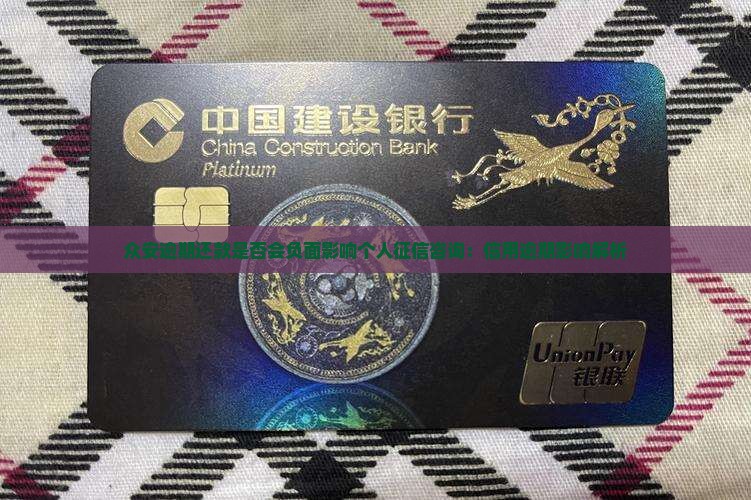 中国建设银行
China Construction Bank
Platinum
众安逾期还款是否会负面影响个人征信查询：信用逾期影响解析
UnionPay
银联